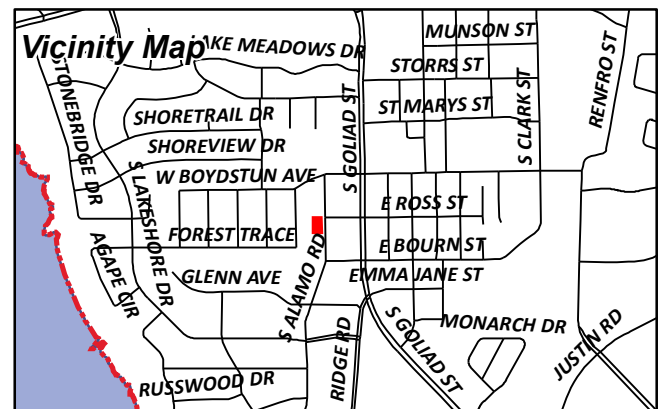 Vicinity Map
LAKE MEADOWS DR
MUNSON ST
STORRS ST
ST MARYS ST
S GOLIAD ST
S CLARK ST
RENFRO ST
STONEBRIDGE DR
SHORETRAIL DR
SHOREVIEW DR
W BOYDSTUN AVE
S LAKESHORE DR
E ROSS ST
FOREST TRACE
E BOURN ST
AGAPE CIR
GLENN AVE
S ALAMO RD
EMMA JANE ST
RIDGE RD
S GOLIAD ST
MONARCH DR
JUSTIN RD
RUSSWOOD DR